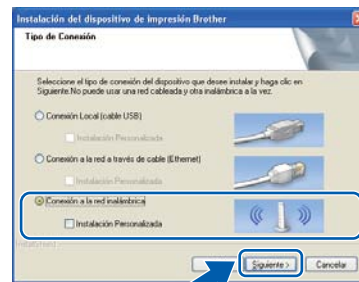 Instalación del dispositivo de impresión Brother
Tipo de Conexión
Seleccione el tipo de conexión del dispositivo que desee instalar y haga clic en
Siguiente.No puede usar una red cableada y otra inalámbrica a la vez.
Conexión Local (cable USB)
Instalación Personalizada
Conexión a la red a través de cable (Ethernet)
Instalación Personalizada
Conexión a la red inalámbrica
Instalación Personalizada
InstallShield
Siguiente >
Cancelar